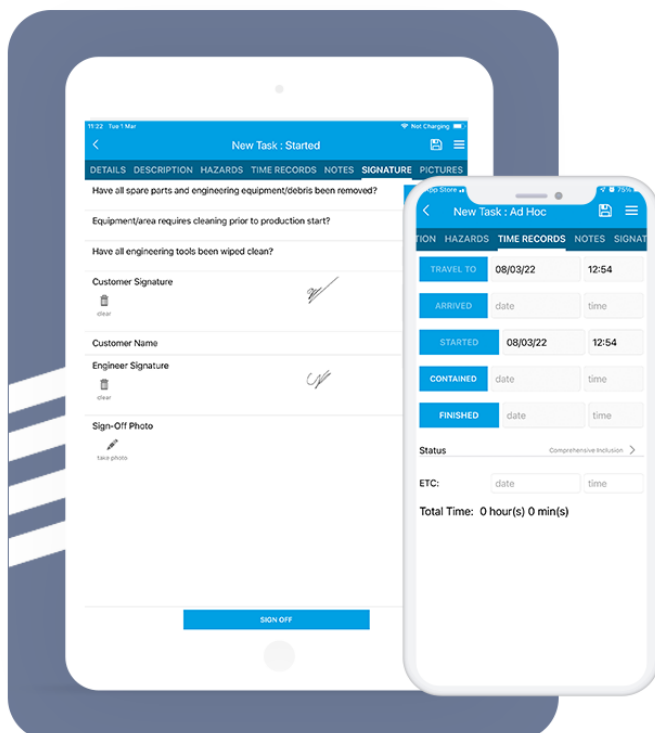 11:22 Tue 1 Mar
Not Charging
New Task : Started
DETAILS DESCRIPTION HAZARDS TIME RECORDS NOTES SIGNATURE PICTURES
Have all spare parts and engineering equipment/debris been removed?
Equipment/area requires cleaning prior to production start?
Have all engineering tools been wiped clean?
Customer Signature
clear
Customer Name
Engineer Signature
clear
Sign-Off Photo
take-photo
SIGN OFF
App Store 75%
New Task : Ad Hoc
TION HAZARDS TIME RECORDS NOTES SIGNAT
TRAVEL TO 08/03/22 12:54
ARRIVED date time
STARTED 08/03/22 12:54
CONTAINED date time
FINISHED date time
Status Comprehensive Inclusion
ETC: date time
Total Time: 0 hour(s) 0 min(s)